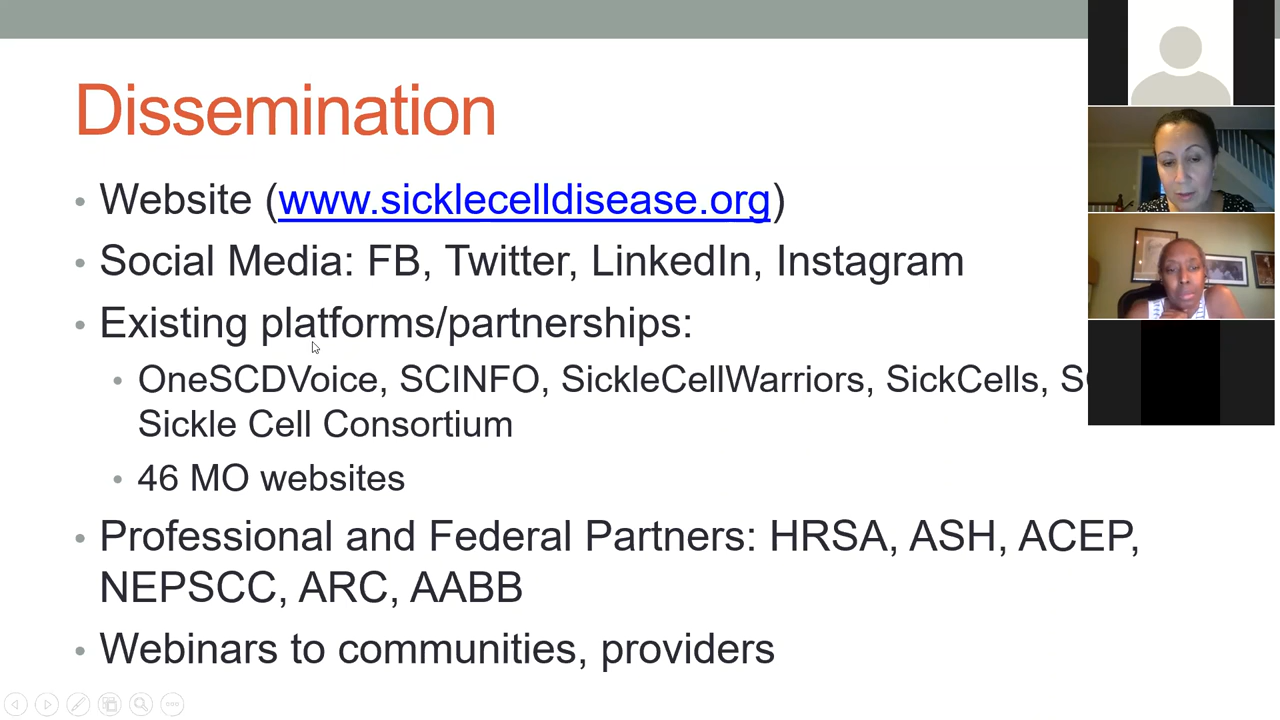 Dissemination
• Website (www.sicklecelldisease.org)
• Social Media: FB, Twitter, LinkedIn, Instagram
• Existing platforms/partnerships:
• OneSCDVoice, SCINFO, SickleCellWarriors, SickCells,
Sickle Cell Consortium
• 46 MO websites
• Professional and Federal Partners: HRSA, ASH, ACEP,
NEPSCC, ARC, AABB
• Webinars to communities, providers